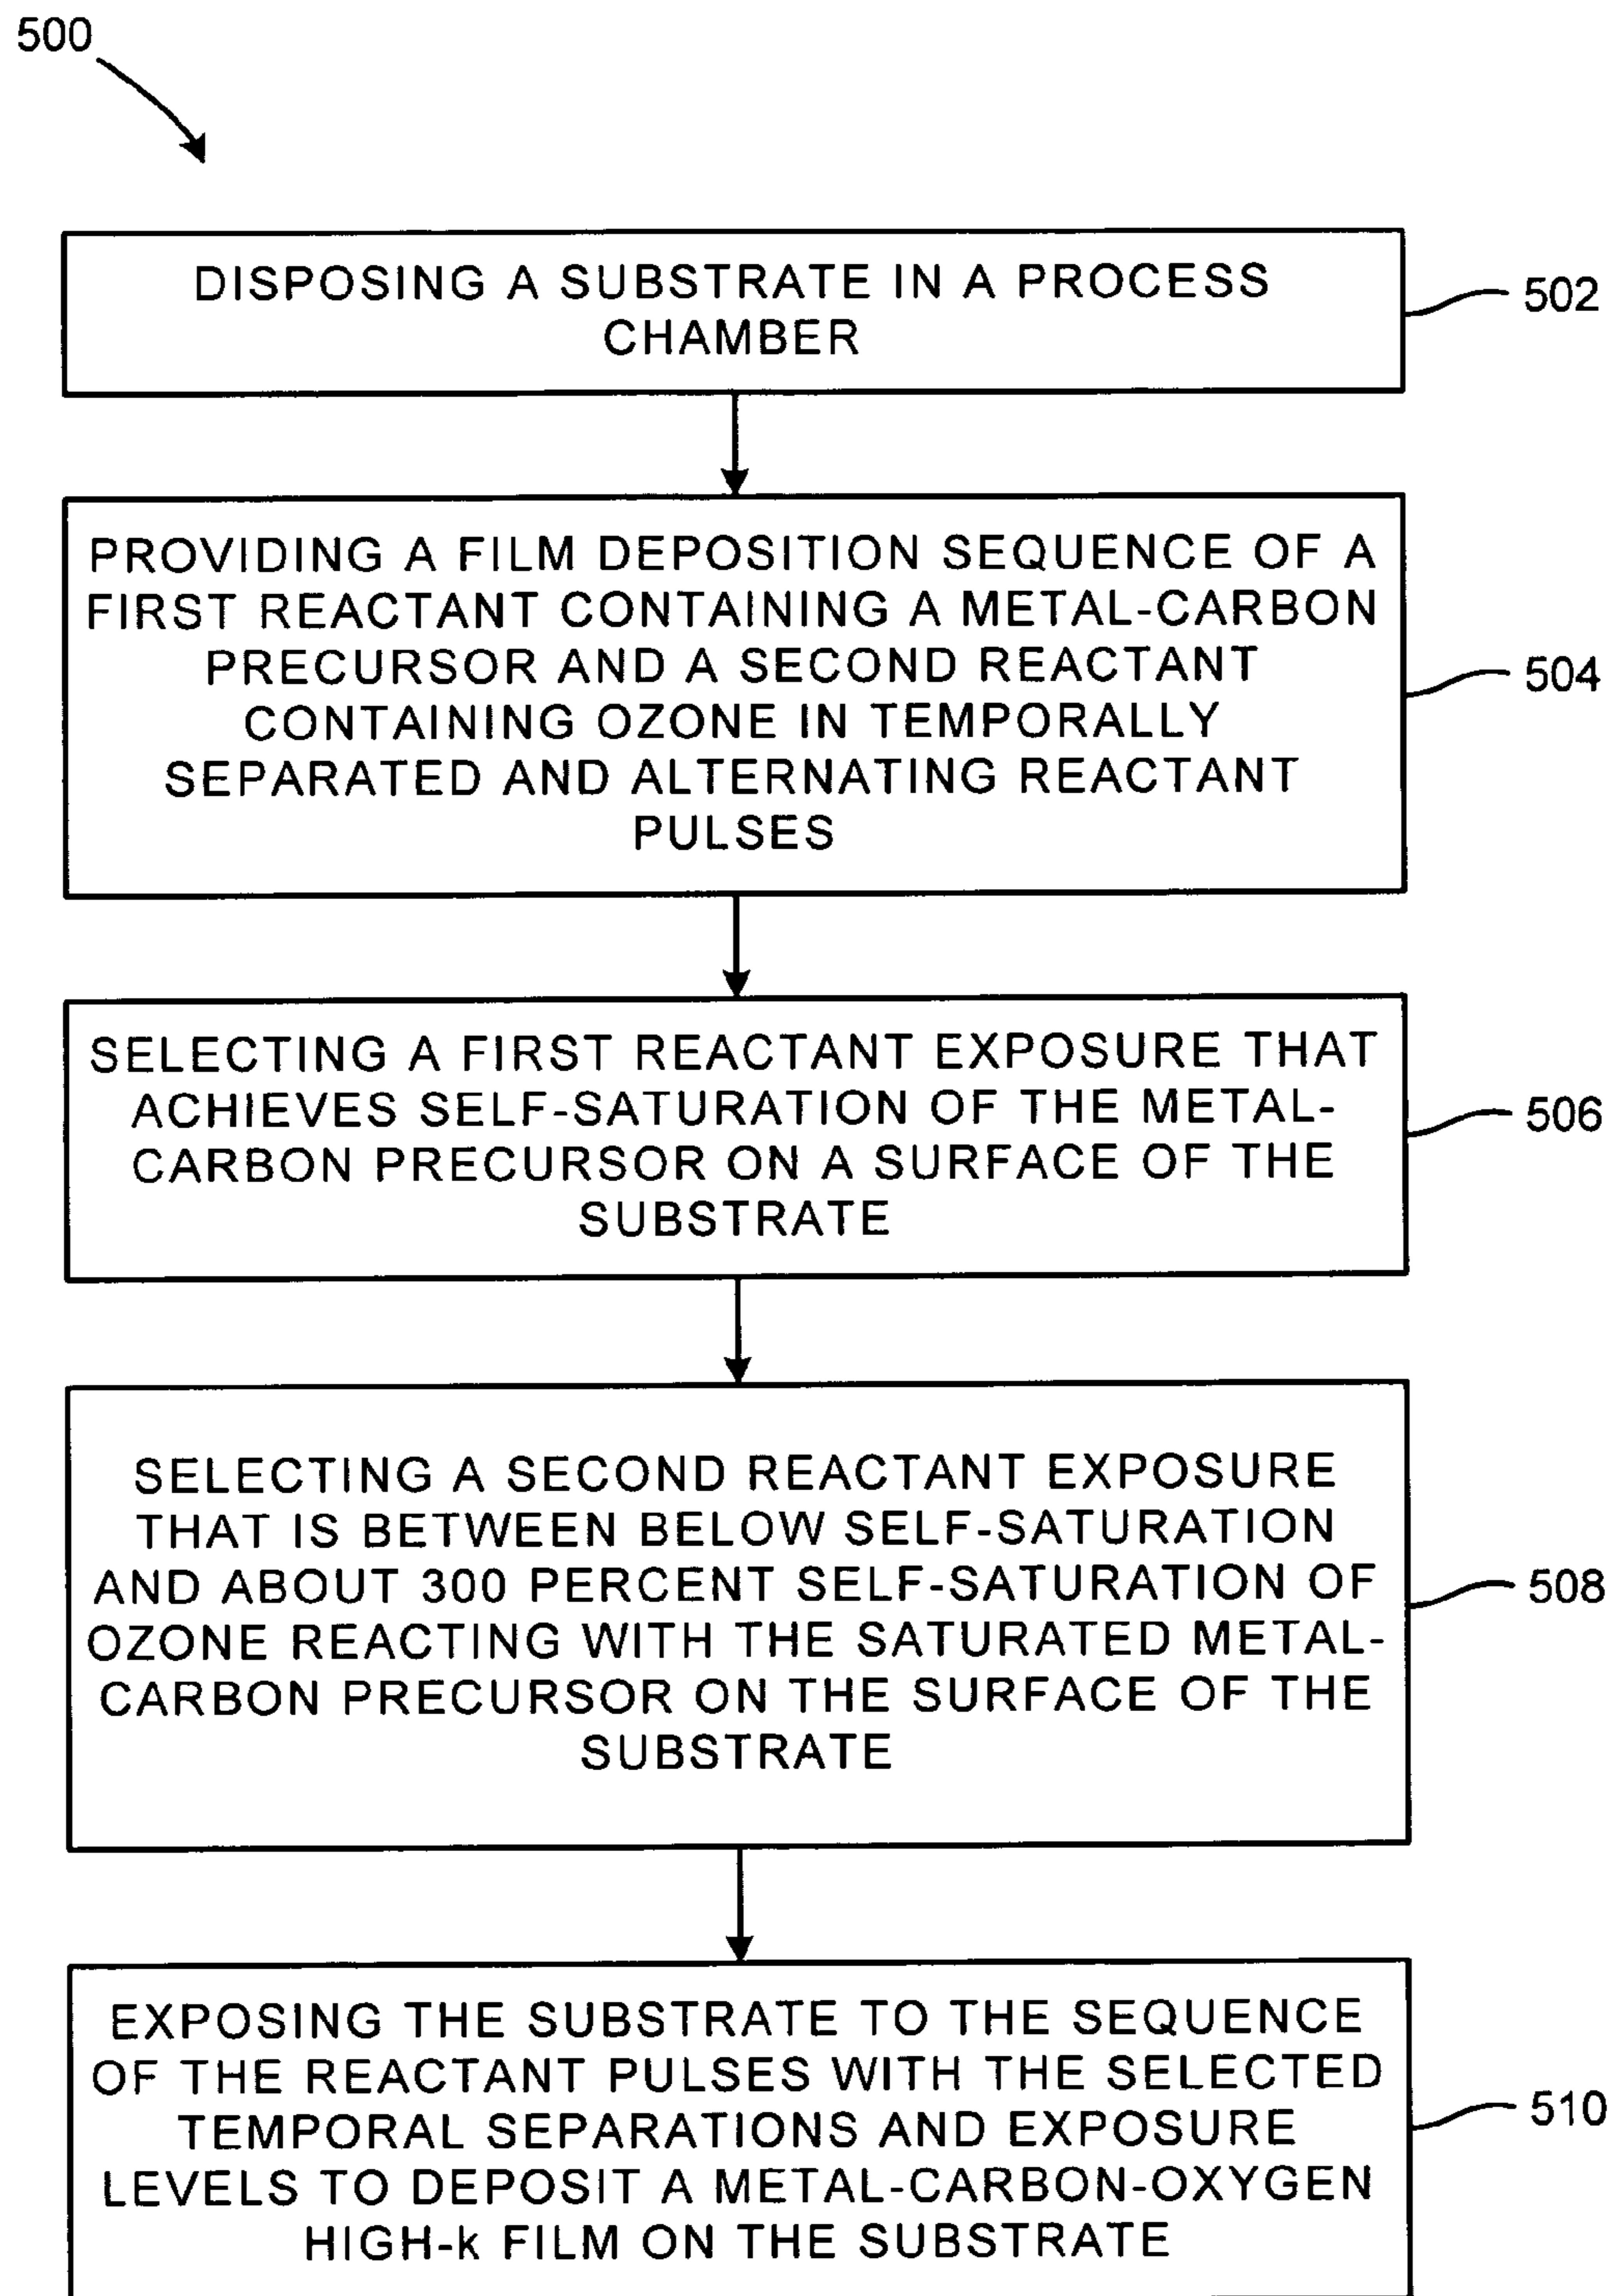 500
DISPOSING A SUBSTRATE IN A PROCESS
CHAMBER
502
PROVIDING A FILM DEPOSITION SEQUENCE OF A
FIRST REACTANT CONTAINING A METAL-CARBON
PRECURSOR AND A SECOND REACTANT
CONTAINING OZONE IN TEMPORALLY
SEPARATED AND ALTERNATING REACTANT
PULSES
504
SELECTING A FIRST REACTANT EXPOSURE THAT
ACHIEVES SELF-SATURATION OF THE METAL-
CARBON PRECURSOR ON A SURFACE OF THE
SUBSTRATE
506
SELECTING A SECOND REACTANT EXPOSURE
THAT IS BETWEEN BELOW SELF-SATURATION
AND ABOUT 300 PERCENT SELF-SATURATION OF
OZONE REACTING WITH THE SATURATED METAL-
CARBON PRECURSOR ON THE SURFACE OF THE
SUBSTRATE
508
EXPOSING THE SUBSTRATE TO THE SEQUENCE
OF THE REACTANT PULSES WITH THE SELECTED
TEMPORAL SEPARATIONS AND EXPOSURE
LEVELS TO DEPOSIT A METAL-CARBON-OXYGEN
HIGH-k FILM ON THE SUBSTRATE
510